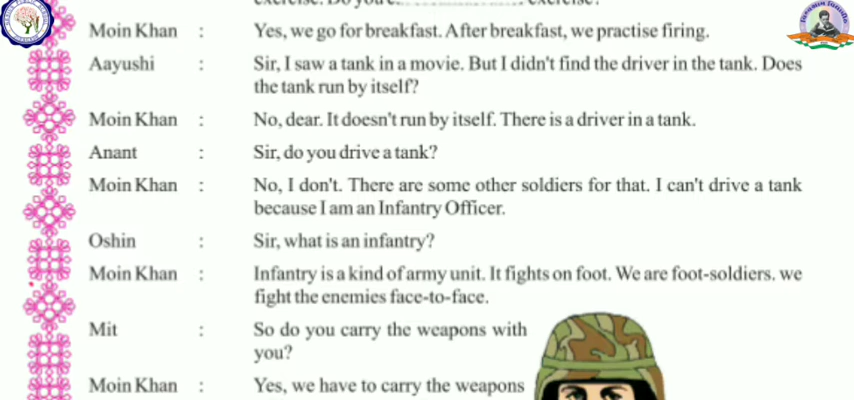 Moin Khan : Yes, we go for breakfast. After breakfast, we practise firing.
Aayushi : Sir, I saw a tank in a movie. But I didn't find the driver in the tank. Does
the tank run by itself?
Moin Khan : No, dear. It doesn't run by itself. There is a driver in a tank.
Anant : Sir, do you drive a tank?
Moin Khan : No, I don't. There are some other soldiers for that. I can't drive a tank
because I am an Infantry Officer.
Oshin : Sir, what is an infantry?
Moin Khan : Infantry is a kind of army unit. It fights on foot. We are foot-soldiers. we
fight the enemies face-to-face.
Mit : So do you carry the weapons with
you?
Moin Khan : Yes, we have to carry the weapons